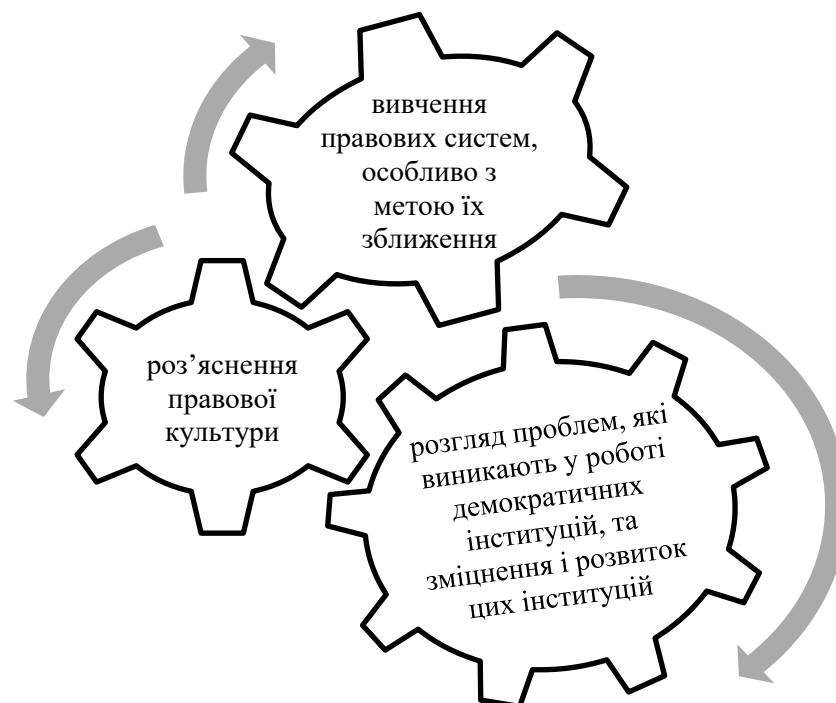 вивчення
правових систем,
особливо з
метою їх
зближення
роз’яснення
правової
культури
розгляд проблем, які
виникають у роботі
демократичних
інституцій, та
зміцнення і розвиток
цих інституцій